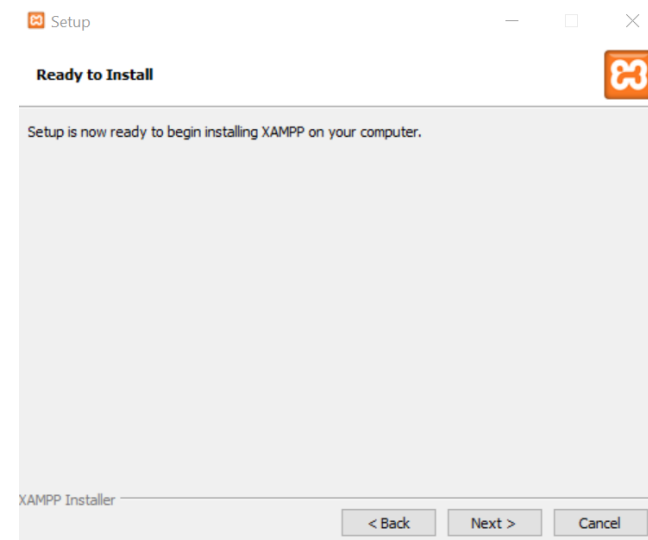 Setup
Ready to Install
Setup is now ready to begin installing XAMPP on your computer.
XAMPP Installer
< Back
Next >
Cancel